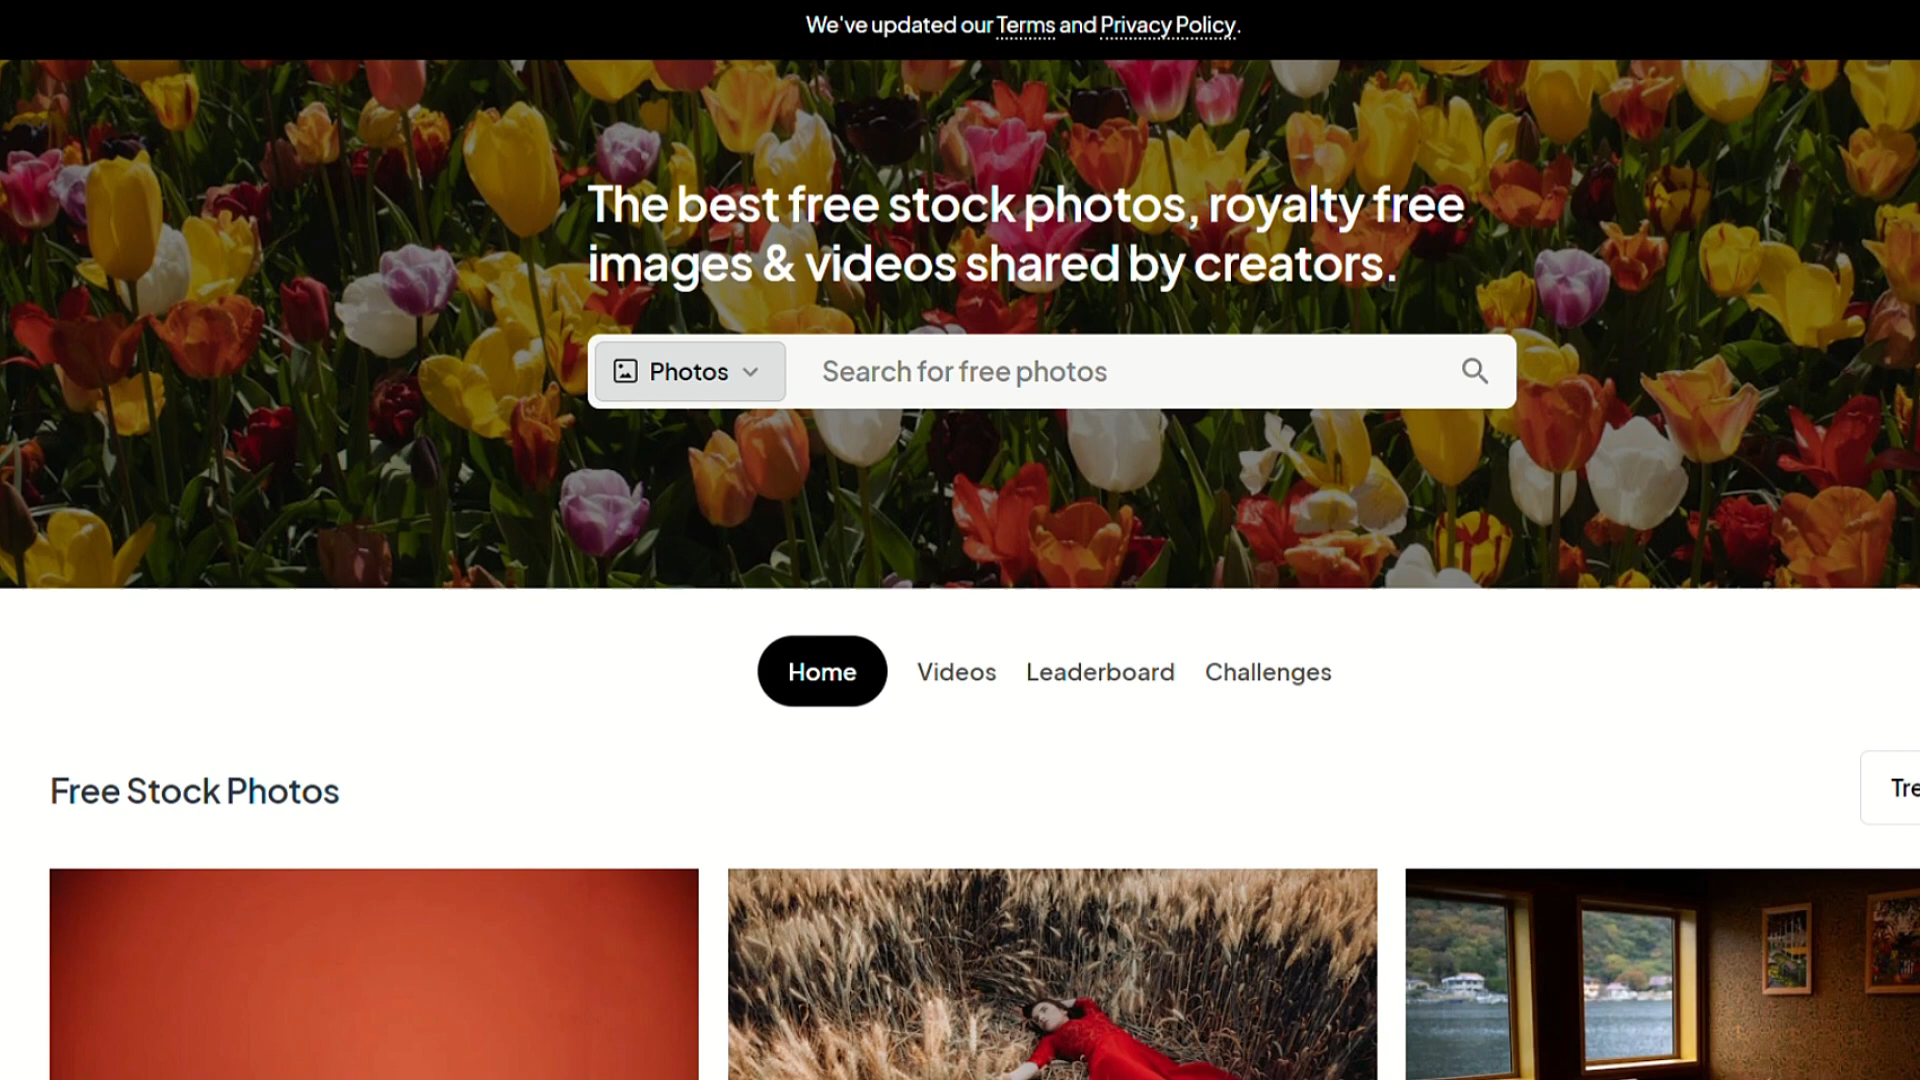 We've updated our Terms and Privacy Policy.
The best free stock photos, royalty free
images & videos shared by creators.
Photos
Search for free photos
Home
Videos
Leaderboard
Challenges
Free Stock Photos
Tre